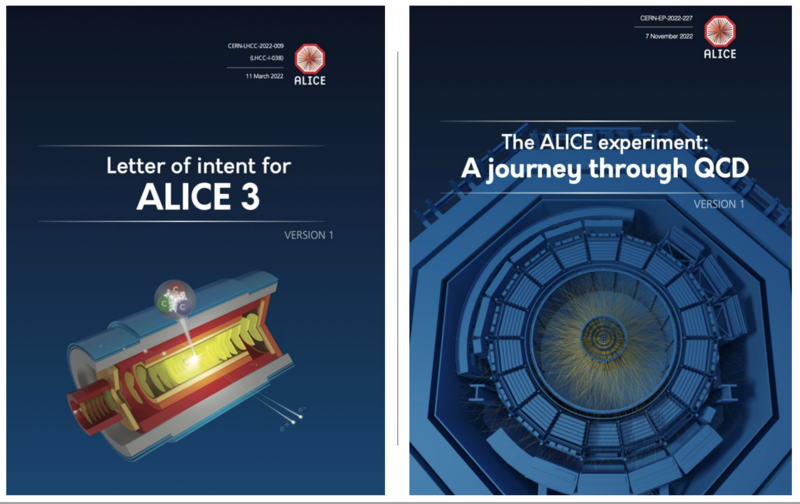 CERN-LHCC-2022-009
(LHCC-I-038)
11 March 2022
ALICE
Letter of intent for
ALICE 3
VERSION 1
CERN-EP-2022-227
7 November 2022
ALICE
The ALICE experiment:
A journey through QCD
VERSION 1